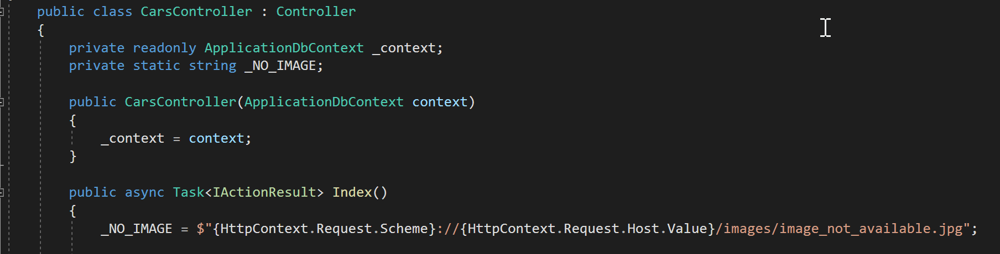 public class CarsController : Controller
{
private readonly ApplicationDbContext _context;
private static string _NO_IMAGE;
public CarsController(ApplicationDbContext context)
{
_context = context;
}
public async Task<IActionResult> Index()
{
_NO_IMAGE = $"{HttpContext.Request.Scheme}://{HttpContext.Request.Host.Value}/images/image_not_available.jpg";